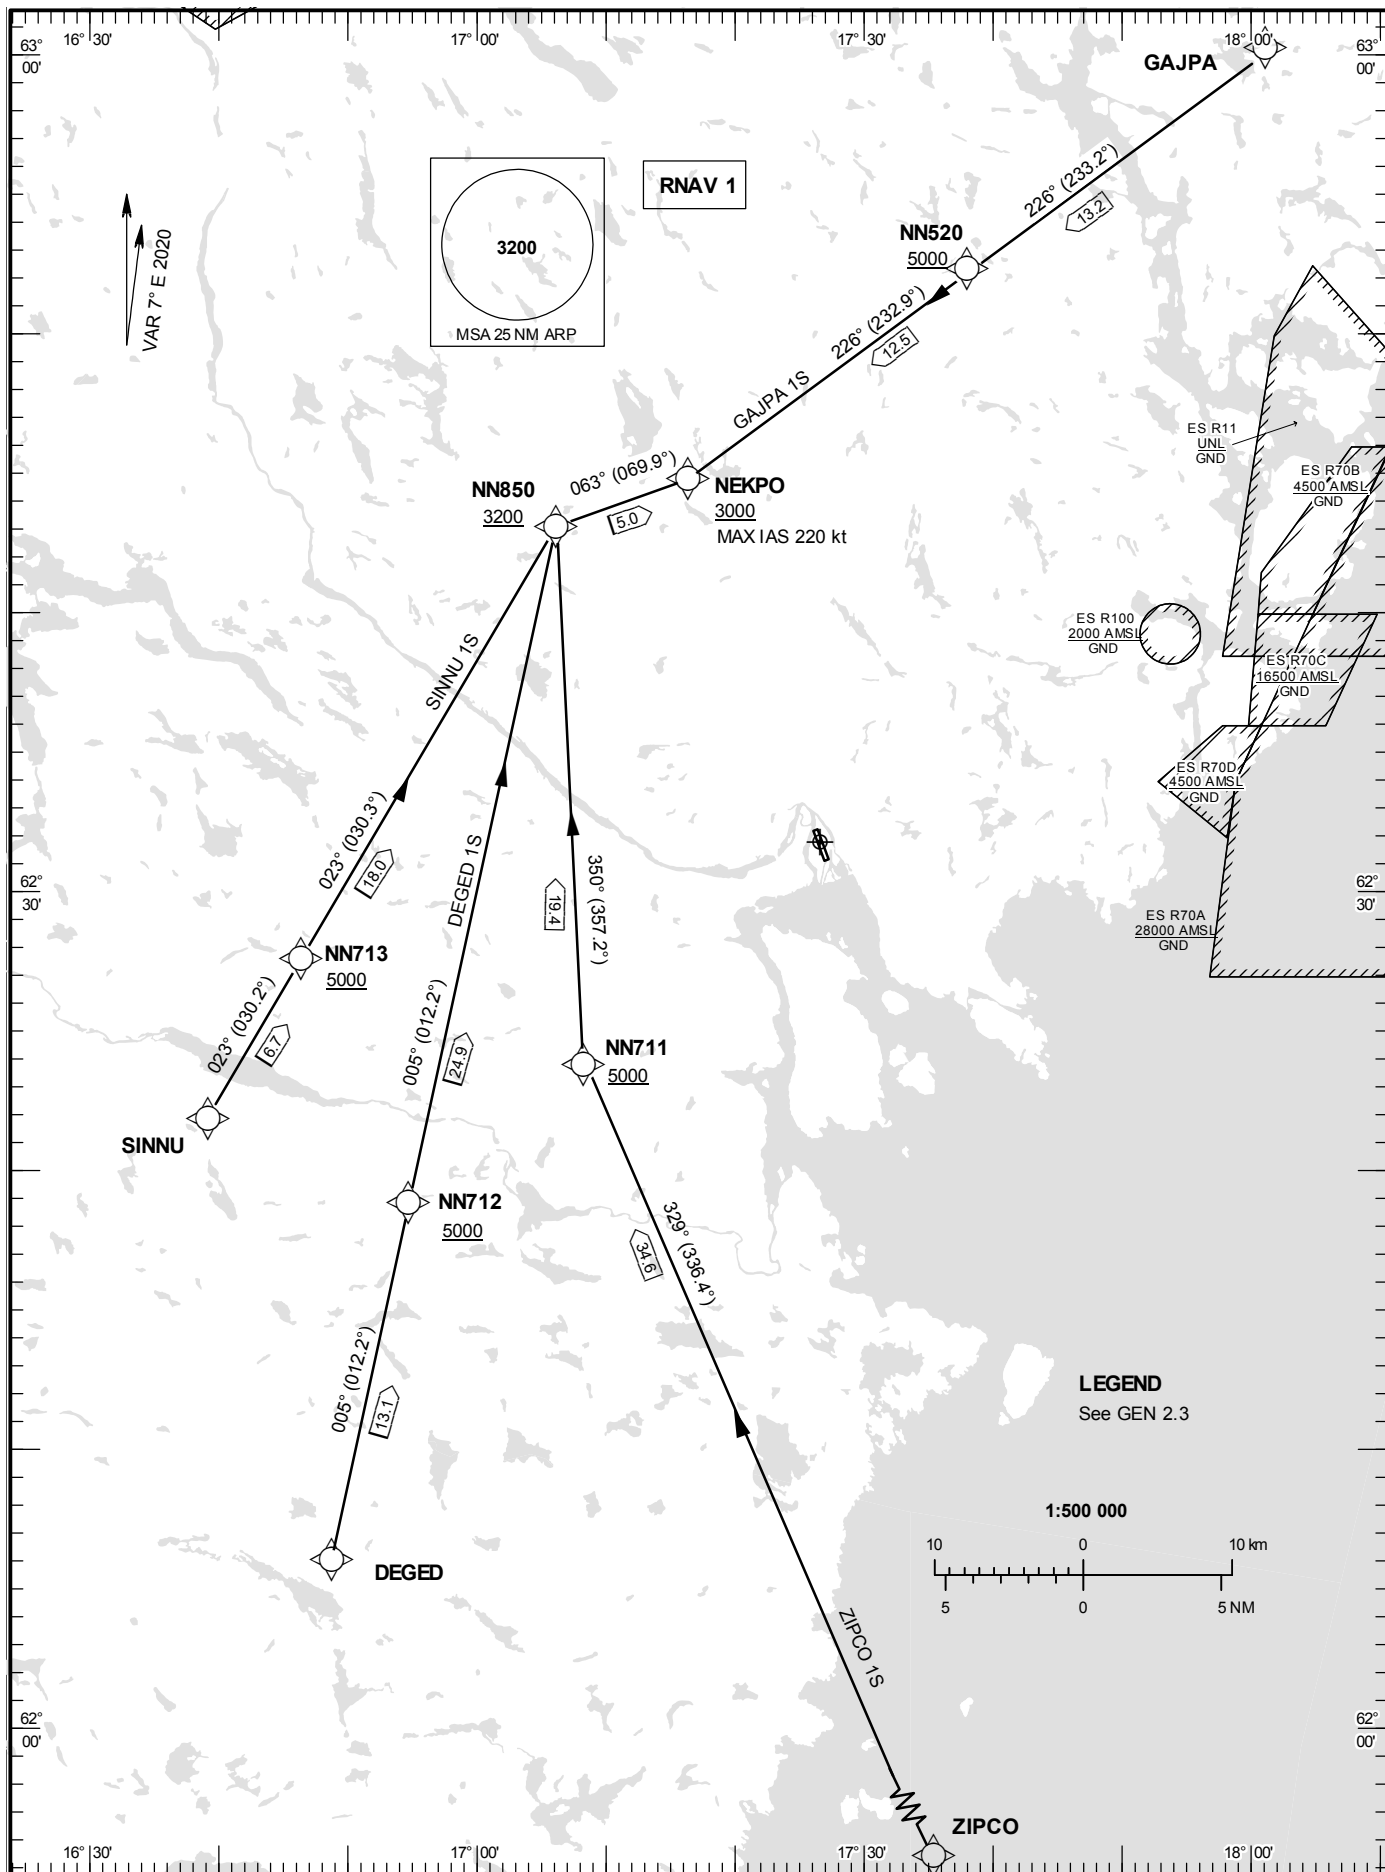 16° 30'
17° 00'
17° 30'
18° 00'
63°
00'
63°
00'
GAJPA
RNAV 1
3200
MSA 25 NM ARP
VAR 7° E 2020
226° (233.2°)
13.2
NN520
5000
226° (232.9°)
12.5
GAJPA 1S
063° (069.9°)
5.0
NN850
3200
NEKPO
3000
MAX IAS 220 kt
ES R11
UNL
GND
ES R70B
4500 AMSL
GND
ES R100
2000 AMSL
GND
ES R70C
16500 AMSL
GND
ES R70D
4500 AMSL
GND
SINNU 1S
023° (030.3°)
18.0
DEGED 1S
350° (357.2°)
19.4
62°
30'
62°
30'
ES R70A
28000 AMSL
GND
NN713
5000
023° (030.2°)
6.7
005° (012.2°)
24.9
NN711
5000
SINNU
NN712
5000
329° (336.4°)
34.6
005° (012.2°)
13.1
LEGEND
See GEN 2.3
1:500 000
10 0 10 km
5 0 5 NM
DEGED
ZIPCO 1S
62°
00'
62°
00'
ZIPCO
16° 30'
17° 00'
17° 30'
18° 00'